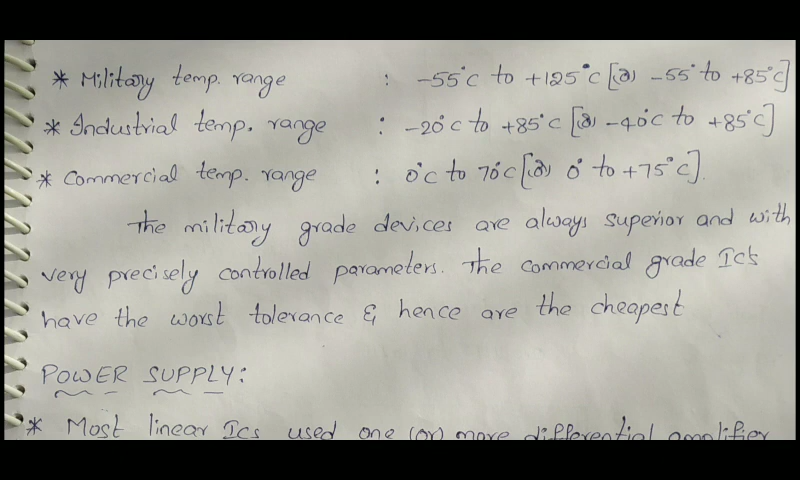 * Military temp. range : -55°C to +125°C [(or) -55° to +85°C]
* Industrial temp. range : -20°C to +85°C [(or) -40°C to +85°C]
* Commercial temp. range : 0°C to 70°C [(or) 0° to +75°C].
The military grade devices are always superior and with
very precisely controlled parameters. The commercial grade IC's
have the worst tolerance & hence are the cheapest
POWER SUPPLY:
* Most linear ICs used one (or) more differential amplifier